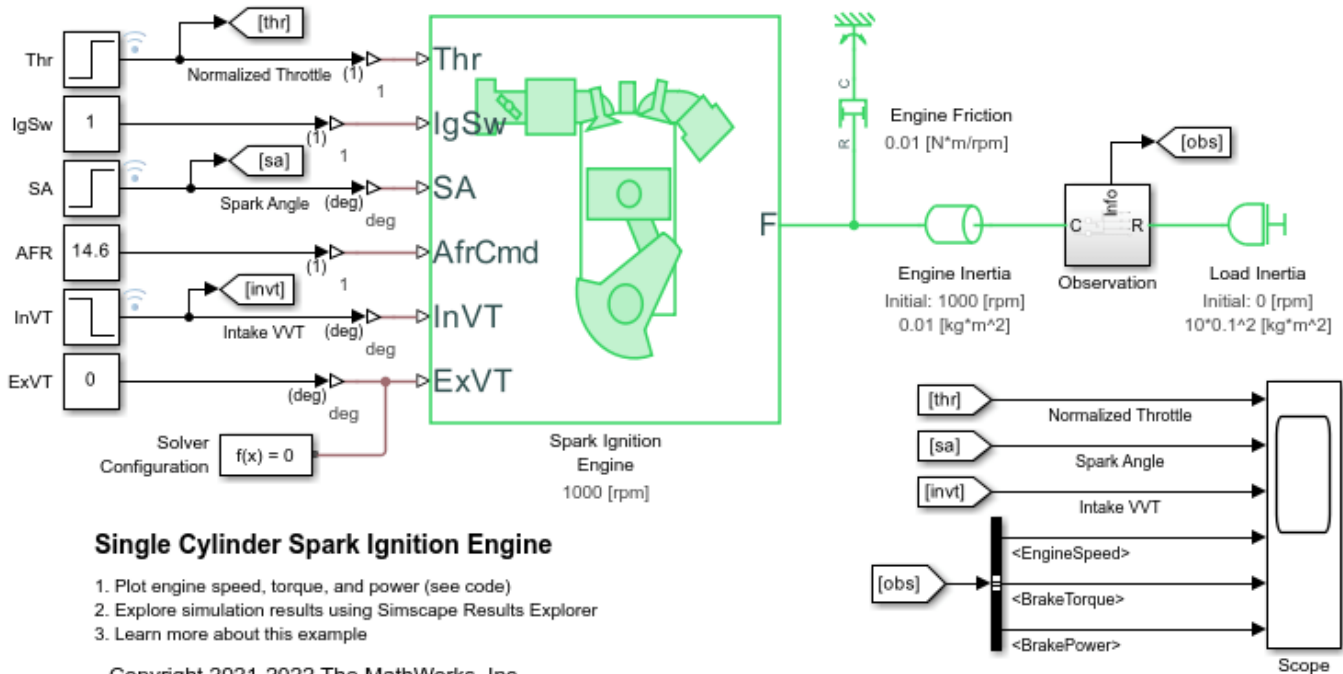 [thr]
Thr
Normalized Throttle
(1)
1
Thr
IgSw
1
(1)
1
IgSw
[sa]
SA
Spark Angle
(deg)
deg
SA
AFR
14.6
(1)
1
AfrCmd
[invt]
InVT
Intake VVT
(deg)
deg
InVT
ExVT
0
(deg)
deg
ExVT
Solver
Configuration
f(x) = 0
Spark Ignition
Engine
1000 [rpm]
F
C
R
Engine Friction
0.01 [N*m/rpm]
[obs]
Info
C
R
Engine Inertia
Initial: 1000 [rpm]
0.01 [kg*m^2]
Observation
Load Inertia
Initial: 0 [rpm]
10*0.1^2 [kg*m^2]
[thr]
Normalized Throttle
[sa]
Spark Angle
[invt]
Intake VVT
<EngineSpeed>
[obs]
<BrakeTorque>
<BrakePower>
Scope
Single Cylinder Spark Ignition Engine
1. Plot engine speed, torque, and power (see code)
2. Explore simulation results using Simscape Results Explorer
3. Learn more about this example
Copyright 2021-2022 The MathWorks, Inc.